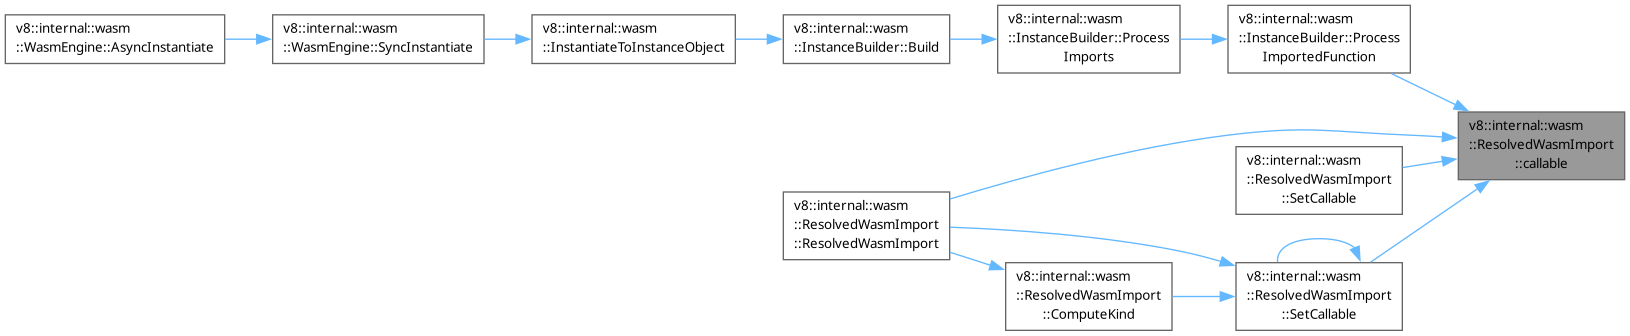 v8::internal::wasm
::WasmEngine::AsyncInstantiate
v8::internal::wasm
::WasmEngine::SyncInstantiate
v8::internal::wasm
::InstantiateToInstanceObject
v8::internal::wasm
::InstanceBuilder::Build
v8::internal::wasm
::InstanceBuilder::Process
Imports
v8::internal::wasm
::InstanceBuilder::Process
ImportedFunction
v8::internal::wasm
::ResolvedWasmImport
::callable
v8::internal::wasm
::ResolvedWasmImport
::SetCallable
v8::internal::wasm
::ResolvedWasmImport
::ResolvedWasmImport
v8::internal::wasm
::ResolvedWasmImport
::ComputeKind
v8::internal::wasm
::ResolvedWasmImport
::SetCallable